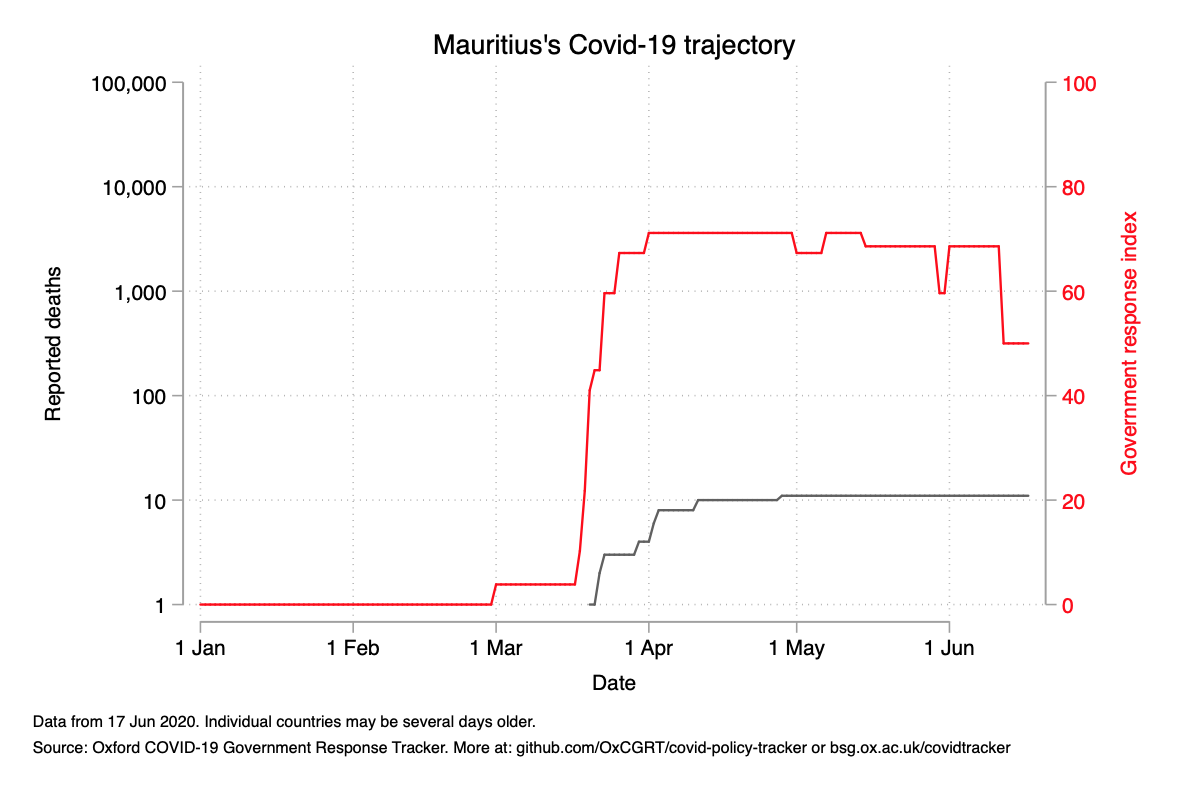 Mauritius's Covid-19 trajectory
100,000
10,000
1,000
100
10
1
Reported deaths
100
80
60
40
20
0
Government response index
1 Jan 1 Feb 1 Mar 1 Apr 1 May 1 Jun
Date
Data from 17 Jun 2020. Individual countries may be several days older.
Source: Oxford COVID-19 Government Response Tracker. More at: github.com/OxCGRT/covid-policy-tracker or bsg.ox.ac.uk/covidtracker